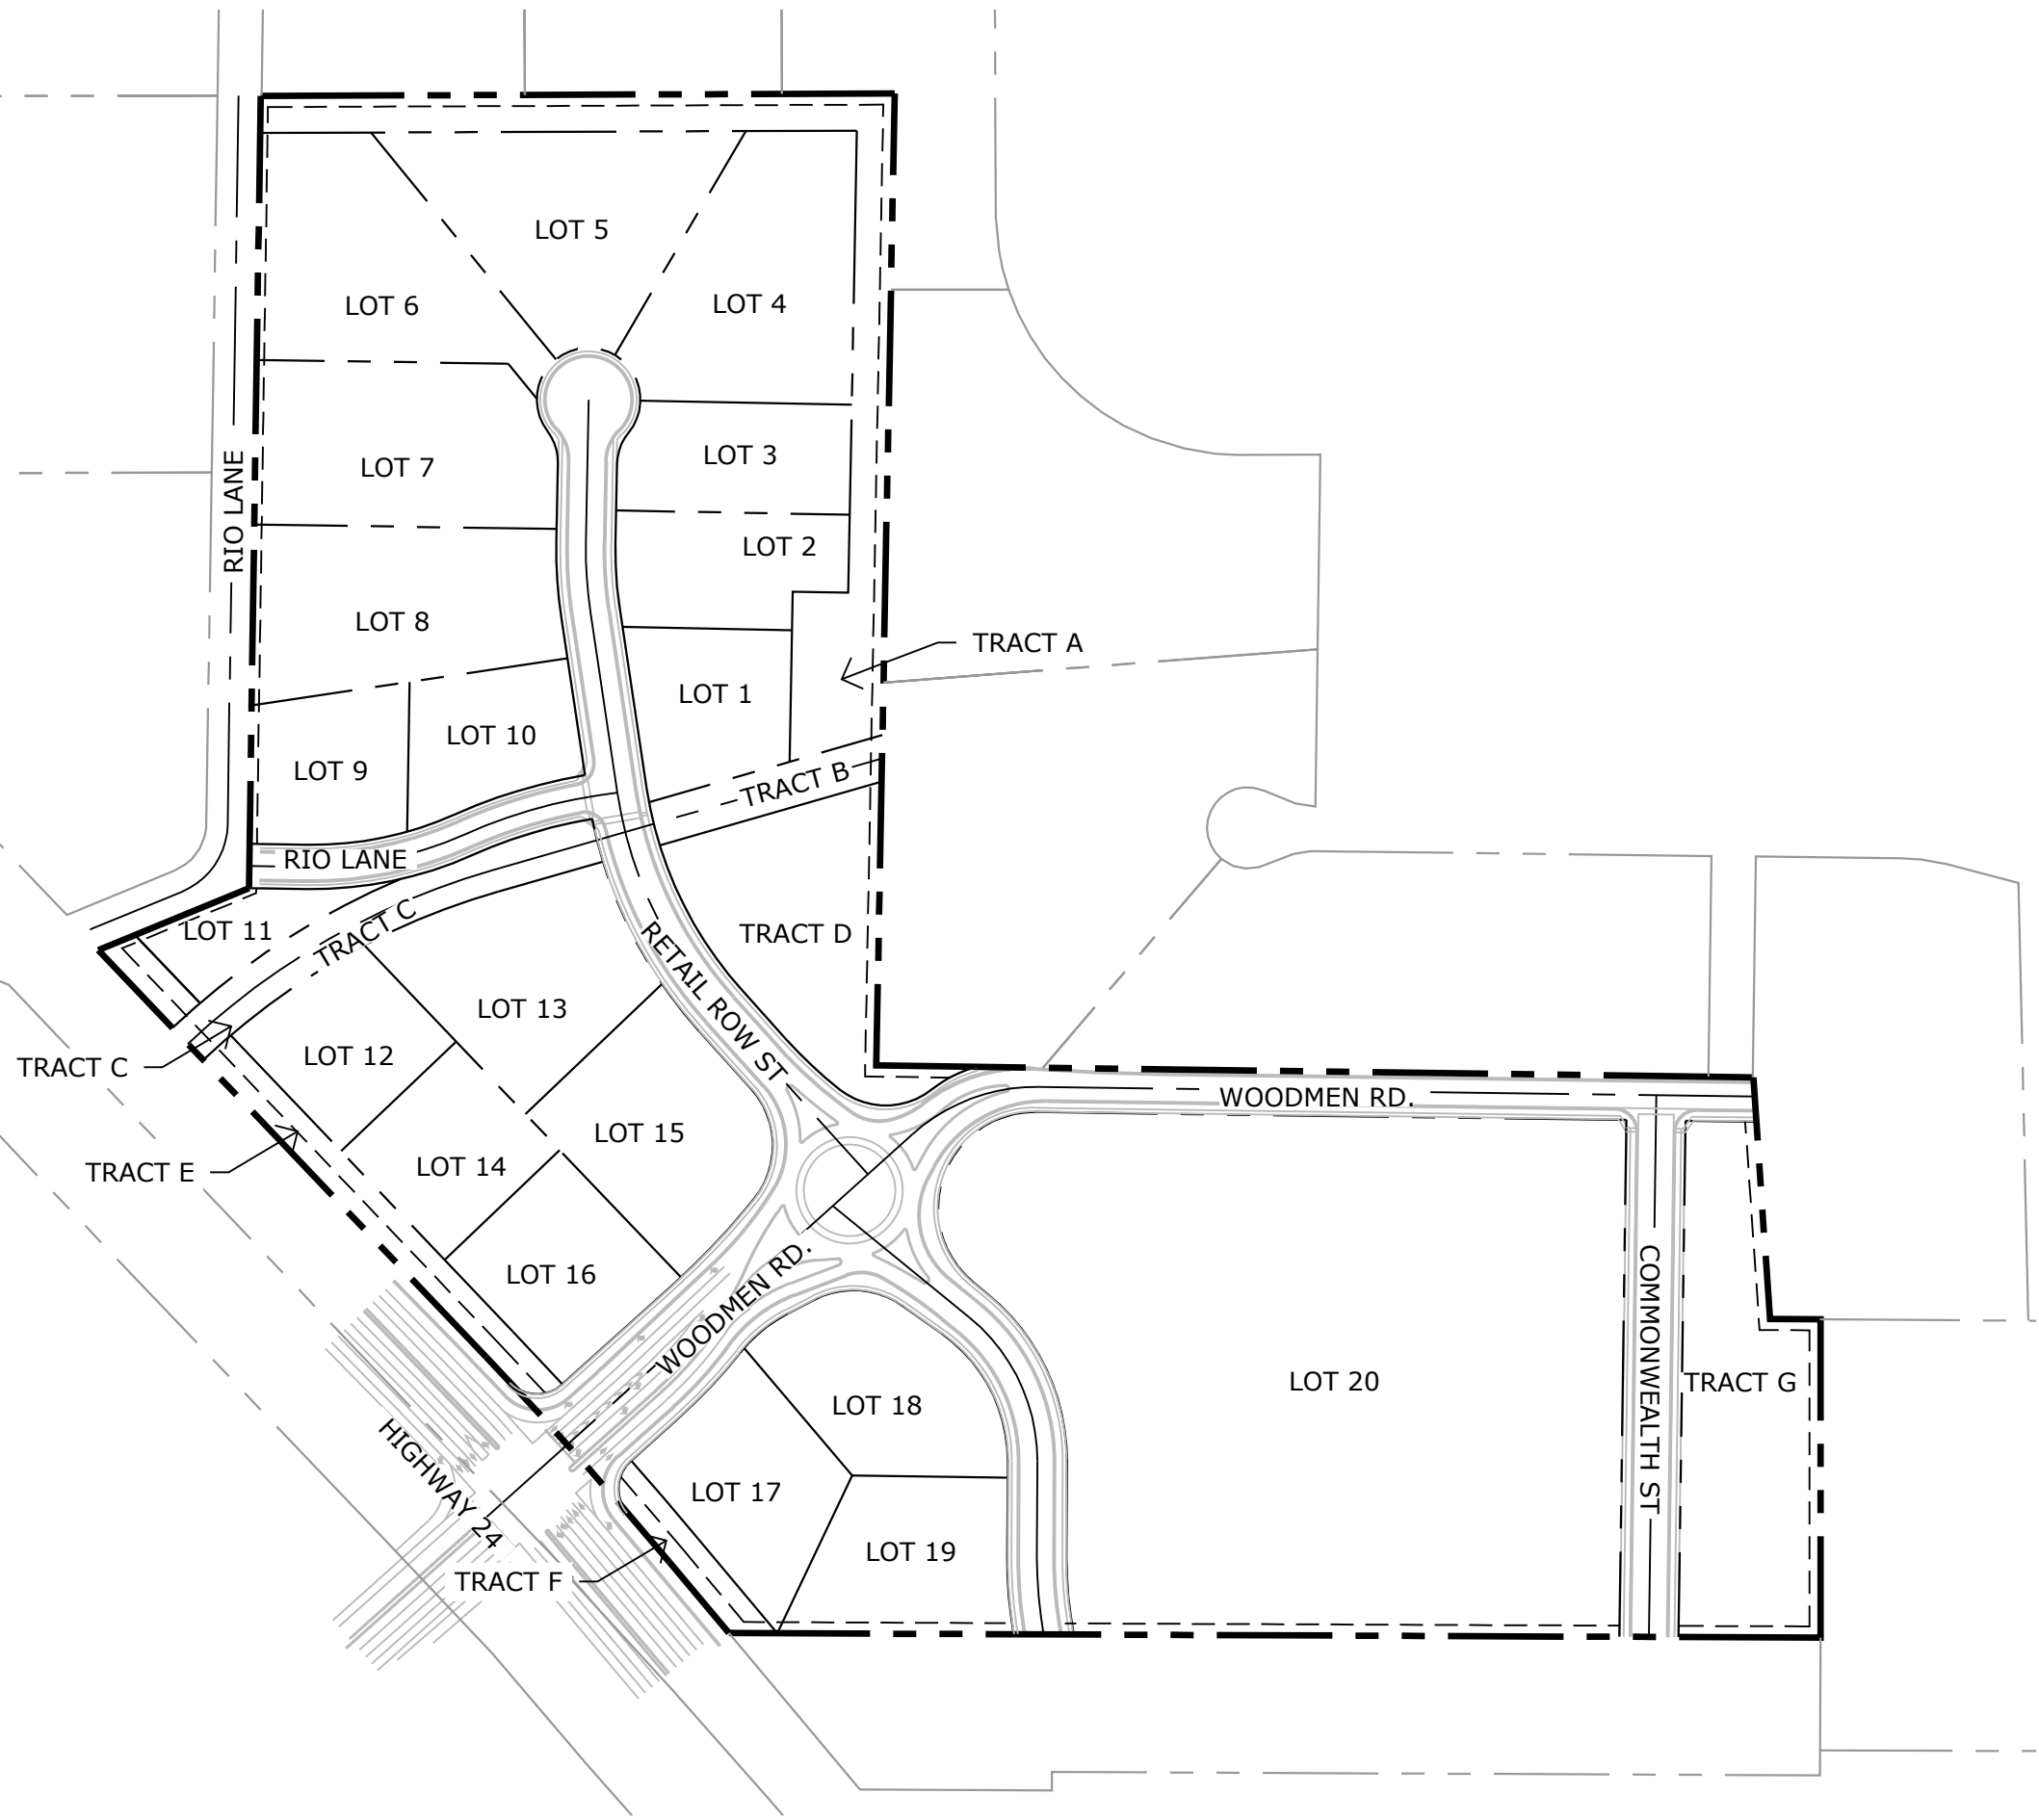 LOT 5
LOT 6
LOT 4
LOT 3
LOT 7
RIO LANE
LOT 2
LOT 8
TRACT A
LOT 1
LOT 10
LOT 9
TRACT B
RIO LANE
LOT 11
TRACT C
TRACT D
RETAIL ROW ST
LOT 13
LOT 12
TRACT C
WOODMEN RD.
LOT 15
LOT 14
TRACT E
LOT 16
WOODMEN RD.
COMMONWEALTH ST
LOT 20
TRACT G
LOT 18
HIGHWAY 24
LOT 17
LOT 19
TRACT F